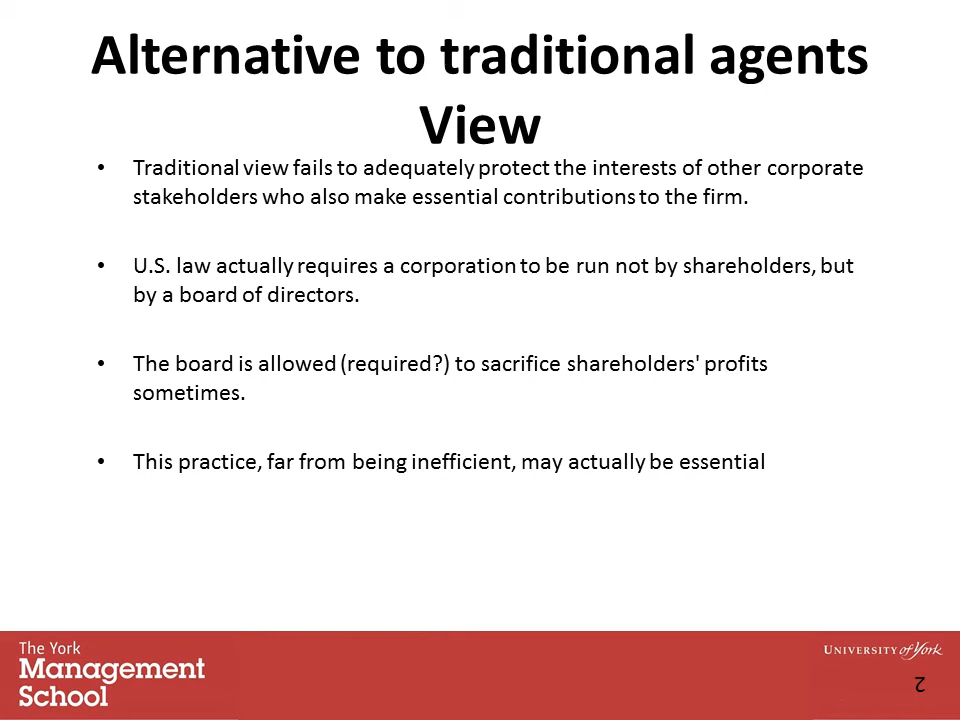 Alternative to traditional agents
View
• Traditional view fails to adequately protect the interests of other corporate
stakeholders who also make essential contributions to the firm.
• U.S. law actually requires a corporation to be run not by shareholders, but
by a board of directors.
• The board is allowed (required?) to sacrifice shareholders' profits
sometimes.
• This practice, far from being inefficient, may actually be essential
The York
Management
School
UNIVERSITY of York